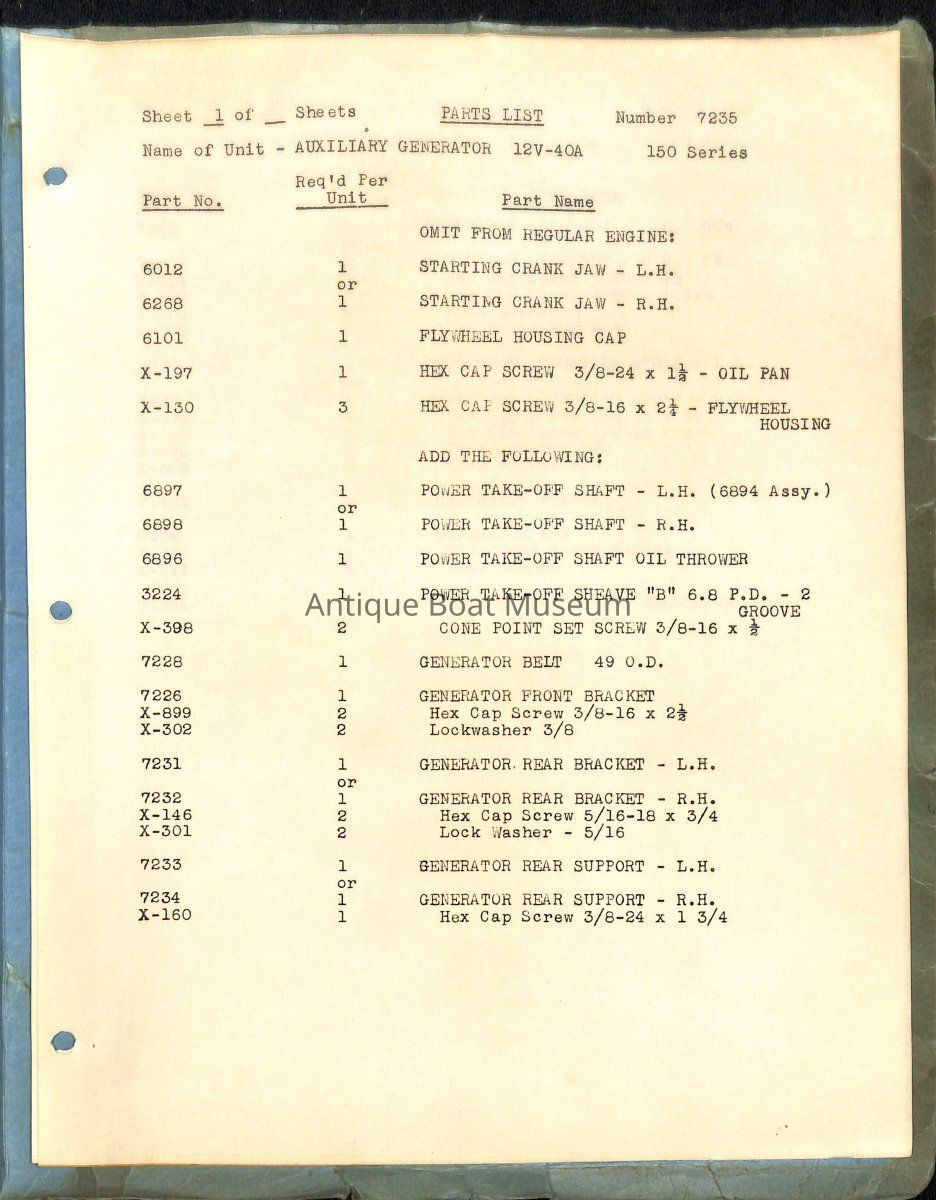 Sheet 1 of __ Sheets PARTS LIST Number 7235
Name of Unit - AUXILIARY GENERATOR 12V-40A 150 Series
Req'd Per
Part No. Unit Part Name
OMIT FROM REGULAR ENGINE:
6012 1 STARTING CRANK JAW - L.H.
or
6268 1 STARTING CRANK JAW - R.H.
6101 1 FLYWHEEL HOUSING CAP
X-197 1 HEX CAP SCREW 3/8-24 x 1½ - OIL PAN
X-130 3 HEX CAP SCREW 3/8-16 x 2¼ - FLYWHEEL
HOUSING
ADD THE FOLLOWING:
6897 1 POWER TAKE-OFF SHAFT - L.H. (6894 Assy.)
or
6898 1 POWER TAKE-OFF SHAFT - R.H.
6896 1 POWER TAKE-OFF SHAFT OIL THROWER
3224 1 POWER TAKE-OFF SHEAVE "B" 6.8 P.D. - 2
Antique Boat Museum
GROOVE
X-398 2 CONE POINT SET SCREW 3/8-16 x ½
7228 1 GENERATOR BELT 49 O.D.
7226 1 GENERATOR FRONT BRACKET
X-899 2 Hex Cap Screw 3/8-16 x 2½
X-302 2 Lockwasher 3/8
7231 1 GENERATOR REAR BRACKET - L.H.
or
7232 1 GENERATOR REAR BRACKET - R.H.
X-146 2 Hex Cap Screw 5/16-18 x 3/4
X-301 2 Lock Washer - 5/16
7233 1 GENERATOR REAR SUPPORT - L.H.
or
7234 1 GENERATOR REAR SUPPORT - R.H.
X-160 1 Hex Cap Screw 3/8-24 x 1 3/4